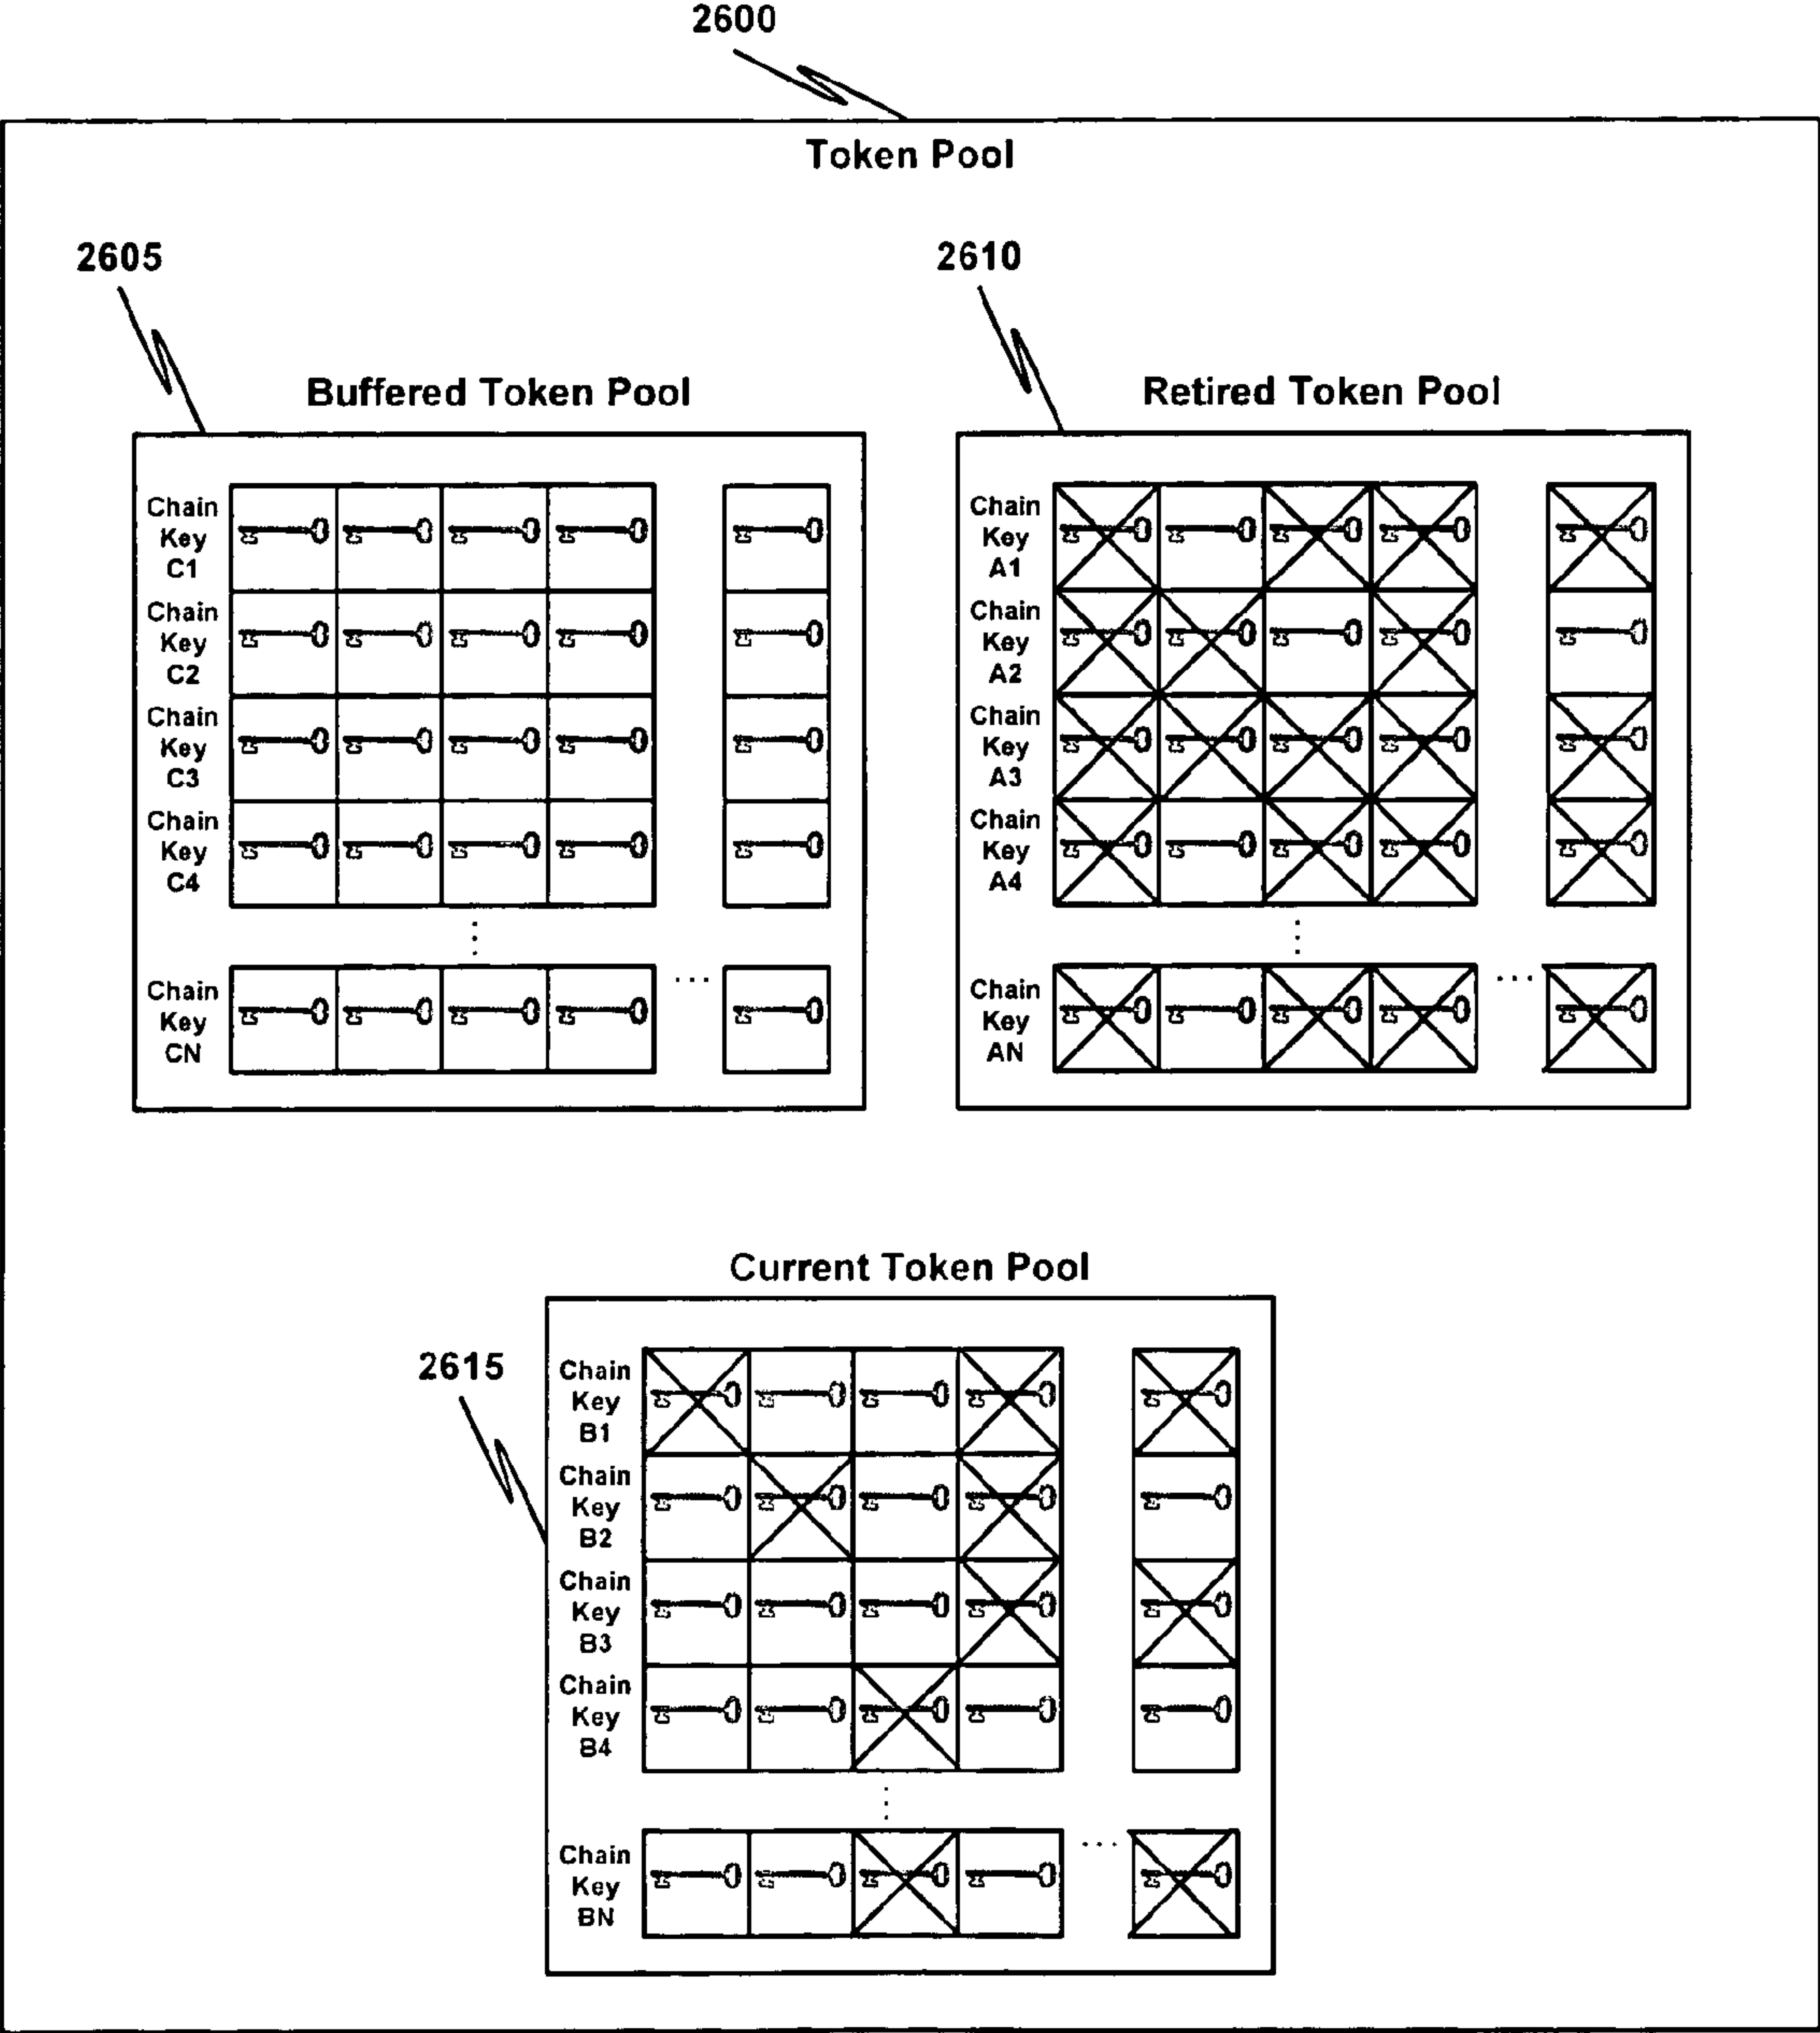 2600
Token Pool
2605
Buffered Token Pool
Chain
Key
C1
Chain
Key
C2
Chain
Key
C3
Chain
Key
C4
⋮
Chain
Key
CN
...
2610
Retired Token Pool
Chain
Key
A1
Chain
Key
A2
Chain
Key
A3
Chain
Key
A4
⋮
Chain
Key
AN
...
Current Token Pool
2615
Chain
Key
B1
Chain
Key
B2
Chain
Key
B3
Chain
Key
B4
⋮
Chain
Key
BN
...